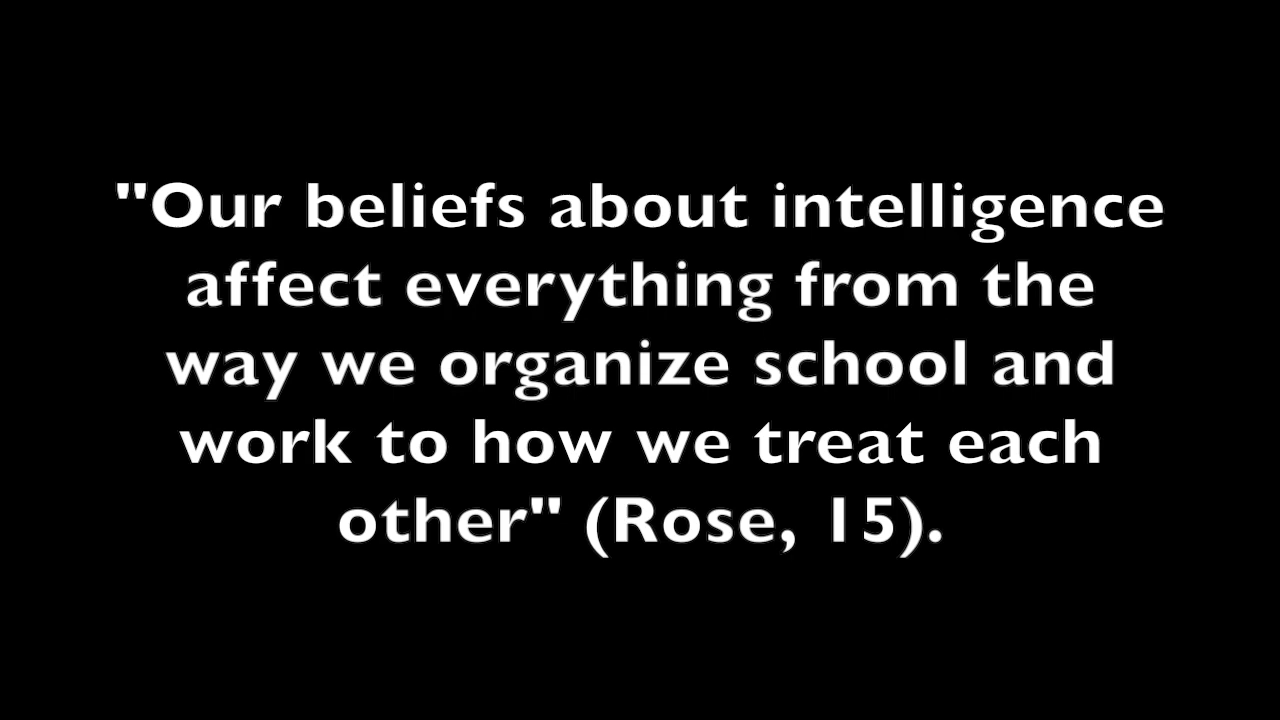 "Our beliefs about intelligence
affect everything from the
way we organize school and
work to how we treat each
other" (Rose, 15).